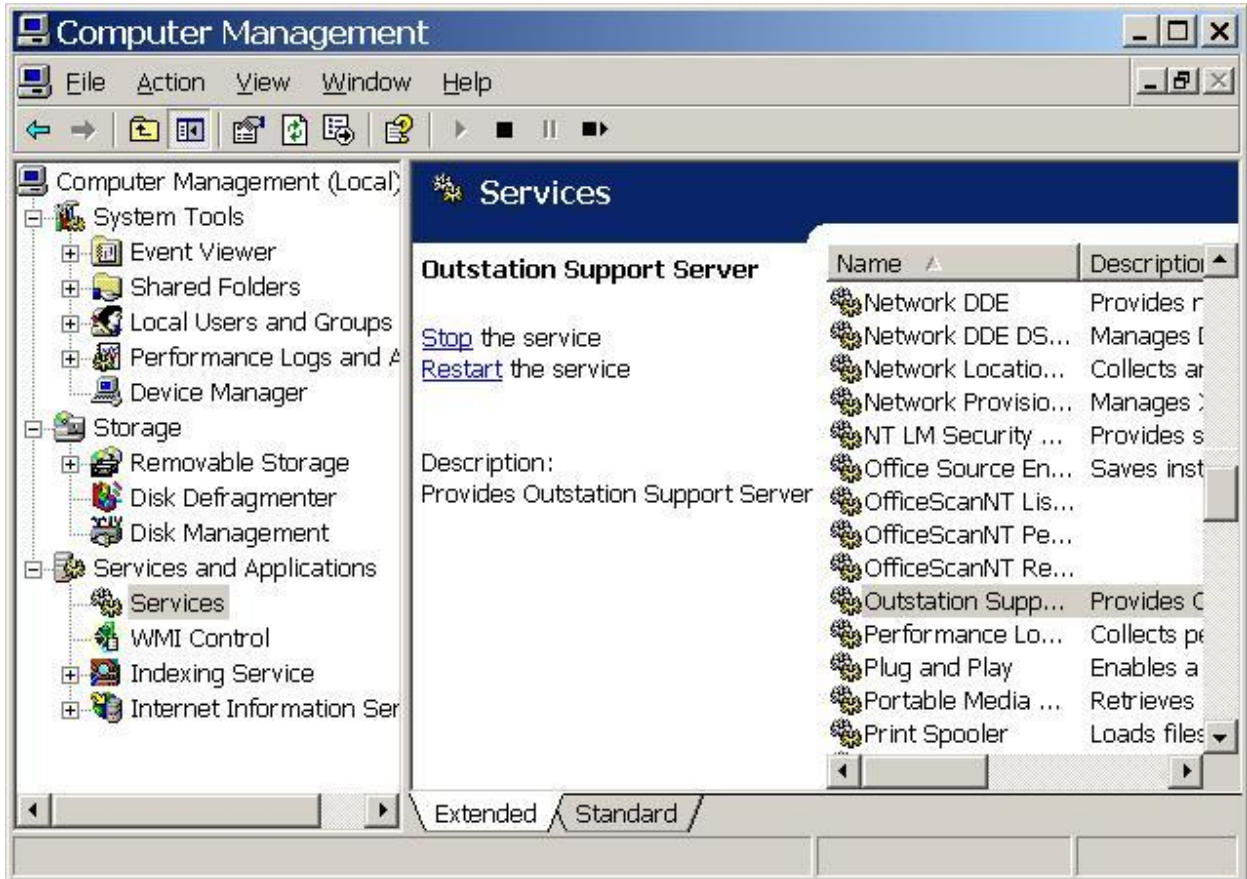 Computer Management
File Action View Window Help
Computer Management (Local)
System Tools
Event Viewer
Shared Folders
Local Users and Groups
Performance Logs and A
Device Manager
Storage
Removable Storage
Disk Defragmenter
Disk Management
Services and Applications
Services
WMI Control
Indexing Service
Internet Information Ser
Services
Outstation Support Server
Stop the service
Restart the service
Description:
Provides Outstation Support Server
Name Description
Network DDE Provides r
Network DDE DS... Manages D
Network Locatio... Collects ar
Network Provisio... Manages
NT LM Security ... Provides s
Office Source En... Saves inst
OfficeScanNT Lis...
OfficeScanNT Pe...
OfficeScanNT Re...
Outstation Supp... Provides O
Performance Lo... Collects pe
Plug and Play Enables a
Portable Media ... Retrieves
Print Spooler Loads files
Extended Standard